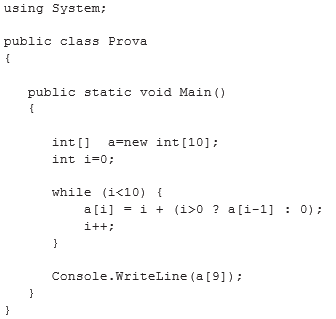 using System;
public class Prova
{
public static void Main()
{
int[]  a=new int[10];
int i=0;
while (i<10) {
a[i] = i + (i>0 ? a[i-1] : 0);
i++;
}
Console.WriteLine(a[9]);
}
}